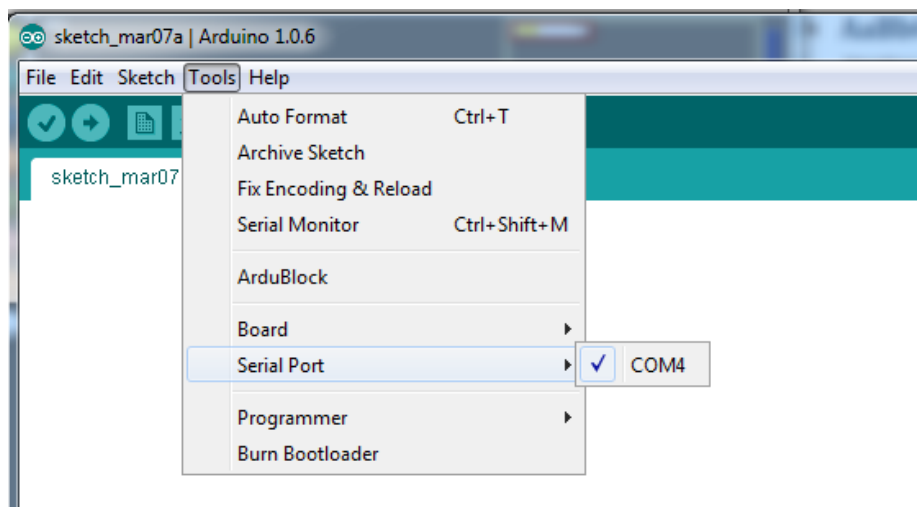 sketch_mar07a | Arduino 1.0.6
File Edit Sketch Tools Help
Auto Format Ctrl+T
Archive Sketch
sketch_mar07
Fix Encoding & Reload
Serial Monitor Ctrl+Shift+M
ArduBlock
Board
Serial Port COM4
Programmer
Burn Bootloader